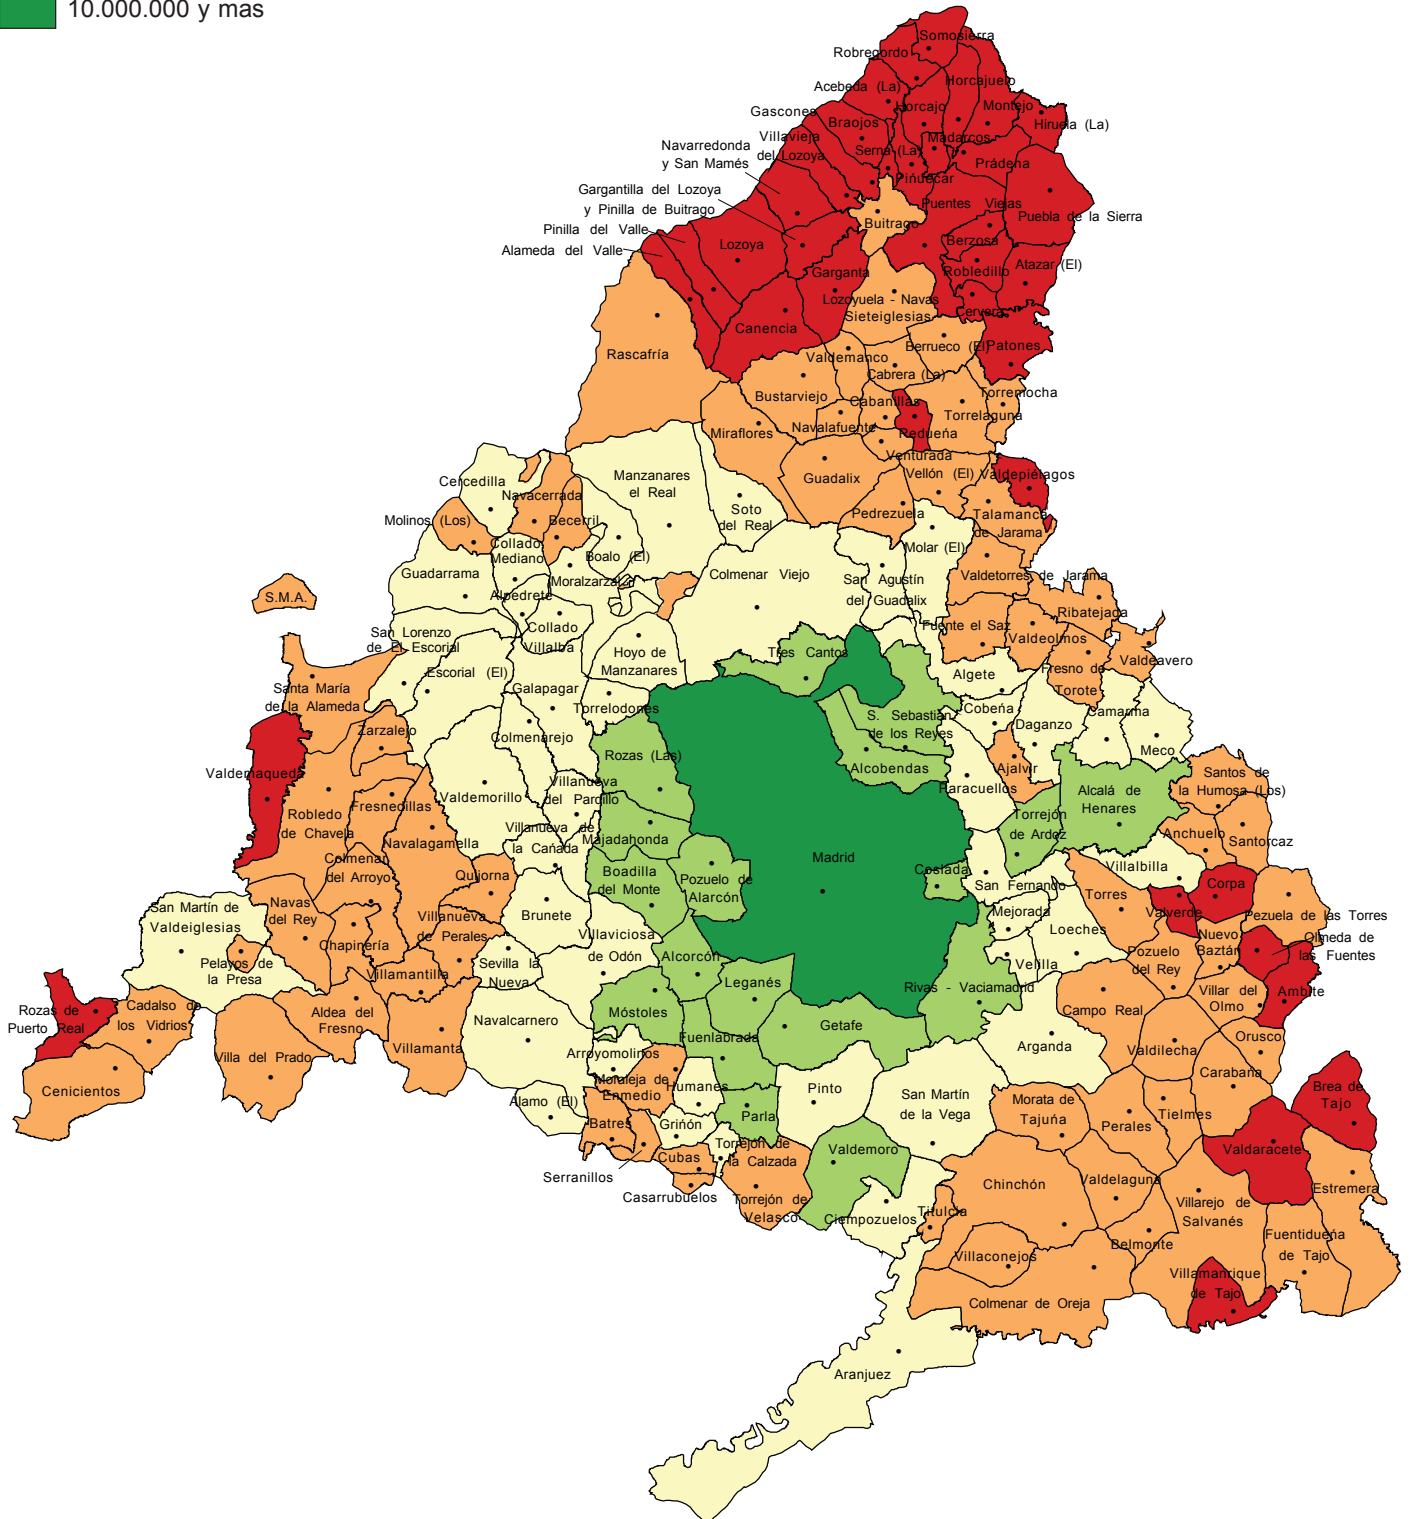 10.000.000 y mas
Somosierra
Robregordo
Acebeda (La)
Horcajuelo
Horcajo
Montejo
Gascones
Braojos
Hiruela (La)
Madarcos
Villavieja
del Lozoya
Serna (La)
Navarredonda
y San Mamés
Prádena
Piñuecar
Gargantilla del Lozoya
y Pinilla de Buitrago
Puentes Viejas
Puebla de la Sierra
Buitrago
Pinilla del Valle
Alameda del Valle
Lozoya
Berzosa
Robledillo
Atazar (El)
Garganta
Lozoyuela - Navas
Sieteiglesias
Cervera
Canencia
Rascafría
Valdemanco
Berrueco (El)
Patones
Cabrera (La)
Bustarviejo
Cabanillas
Torremocha
Torrelaguna
Miraflores
Navalafuente
Redueña
Venturada
Guadalix
Vellón (El)
Valdepiélagos
Cercedilla
Manzanares
el Real
Navacerrada
Soto
del Real
Pedrezuela
Talamanca
de Jarama
Molinos (Los)
Becerril
Collado
Mediano
Boalo (El)
Molar (El)
Guadarrama
Moralzarzal
Colmenar Viejo
San Agustín
del Guadalix
Valdetorres de Jarama
S.M.A.
Alpedrete
Ribatejada
Collado
Villalba
Fuente el Saz
Valdeolmos
San Lorenzo
de El Escorial
Hoyo de
Manzanares
Tres Cantos
Valdeavero
Escorial (El)
Algete
Fresno de
Torote
Santa María
de la Alameda
Galapagar
Torrelodones
Cobeña
Camarma
S. Sebastián
de los Reyes
Daganzo
Zarzalejo
Colmenarejo
Meco
Rozas (Las)
Alcobendas
Ajalvir
Valdemaqueda
Santos de
la Humosa (Los)
Villanueva
del Pardillo
Paracuellos
Alcalá de
Henares
Valdemorillo
Fresnedillas
Robledo
de Chavela
Torrejón
de Ardoz
Villanueva de
la Cañada
Majadahonda
Anchuelo
Santorcaz
Navalagamella
Colmenar
del Arroyo
Madrid
Villalbilla
Boadilla
del Monte
Coslada
Quijorna
Pozuelo de
Alarcón
San Fernando
Corpa
Torres
Navas
del Rey
San Martín de
Valdeiglesias
Brunete
Mejorada
Valverde
Pezuela de las Torres
Villanueva
de Perales
Loeches
Nuevo
Baztán
Olmeda de
las Fuentes
Villaviciosa
de Odón
Chapinería
Alcorcón
Pozuelo
del Rey
Pelayos de
la Presa
Sevilla la
Nueva
Velilla
Villamantilla
Leganés
Rivas - Vaciamadrid
Villar del
Olmo
Ambite
Cadalso de
los Vidrios
Rozas de
Puerto Real
Aldea del
Fresno
Navalcarnero
Móstoles
Getafe
Campo Real
Fuenlabrada
Orusco
Villamanta
Arroyomolinos
Arganda
Valdilecha
Villa del Prado
Carabaña
Moraleja de
Enmedio
Humanes
Pinto
Cenicientos
San Martín
de la Vega
Brea de
Tajo
Alamo (El)
Morata de
Tajuña
Tielmes
Parla
Perales
Batres
Griñón
Torrejón de
la Calzada
Valdemoro
Valdaracete
Cubas
Serranillos
Valdelaguna
Chinchón
Estremera
Casarrubuelos
Torrejón de
Velasco
Villarejo de
Salvanés
Ciempozuelos
Titulcia
Fuentidueña
de Tajo
Belmonte
Villaconejos
Villamanrique
de Tajo
Colmenar de Oreja
Aranjuez